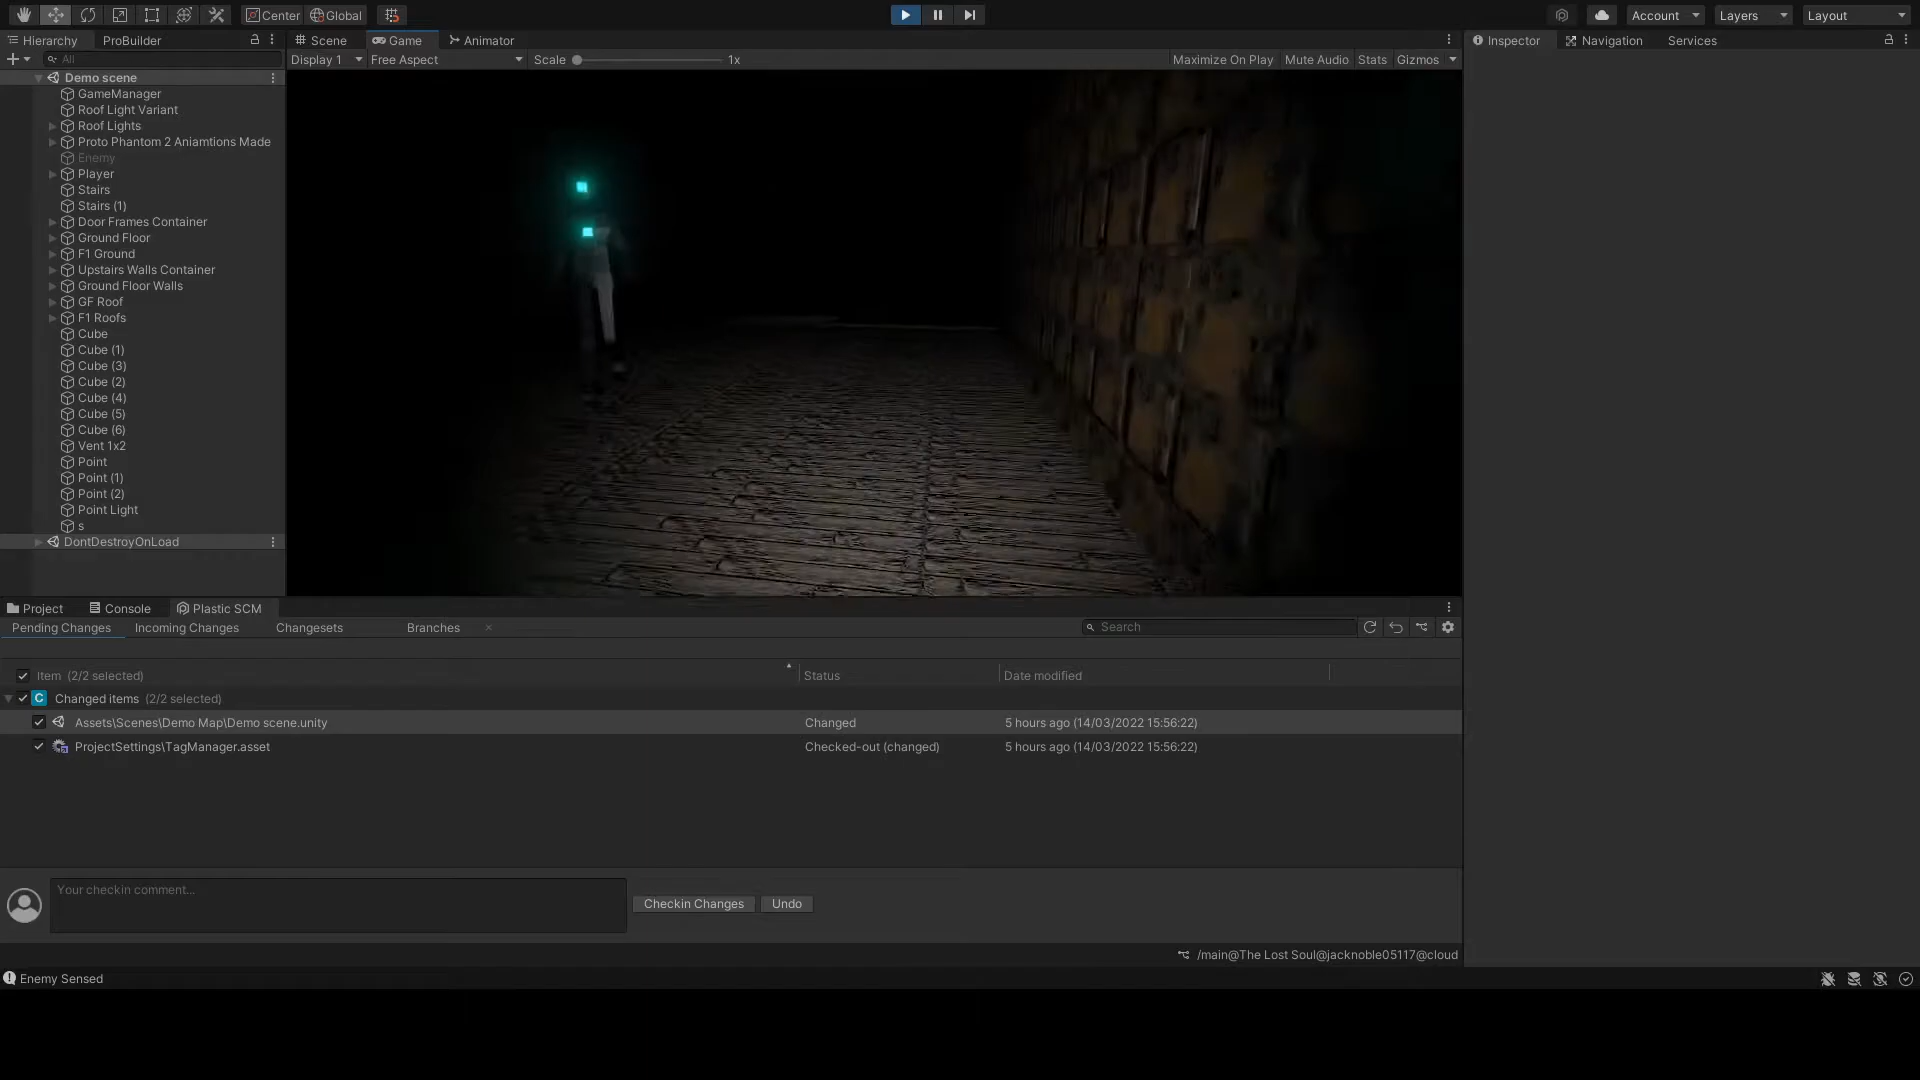 Center Global Account Layers Layout
Hierarchy ProBuilder Scene Game Animator Inspector Navigation Services
All Display 1 Free Aspect Scale 1x Maximize On Play Mute Audio Stats Gizmos
Demo scene
GameManager
Roof Light Variant
Roof Lights
Proto Phantom 2 Aniamtions Made
Enemy
Player
Stairs
Stairs (1)
Door Frames Container
Ground Floor
F1 Ground
Upstairs Walls Container
Ground Floor Walls
GF Roof
F1 Roofs
Cube
Cube (1)
Cube (3)
Cube (2)
Cube (4)
Cube (5)
Cube (6)
Vent 1x2
Point
Point (1)
Point (2)
Point Light
s
DontDestroyOnLoad
Project Console Plastic SCM
Pending Changes Incoming Changes Changesets Branches Search
Item (2/2 selected) Status Date modified
C Changed items (2/2 selected)
Assets\Scenes\Demo Map\Demo scene.unity Changed 5 hours ago (14/03/2022 15:56:22)
ProjectSettings\TagManager.asset Checked-out (changed) 5 hours ago (14/03/2022 15:56:22)
Your checkin comment...
Checkin Changes Undo
/main@The Lost Soul@jacknoble05117@cloud
Enemy Sensed